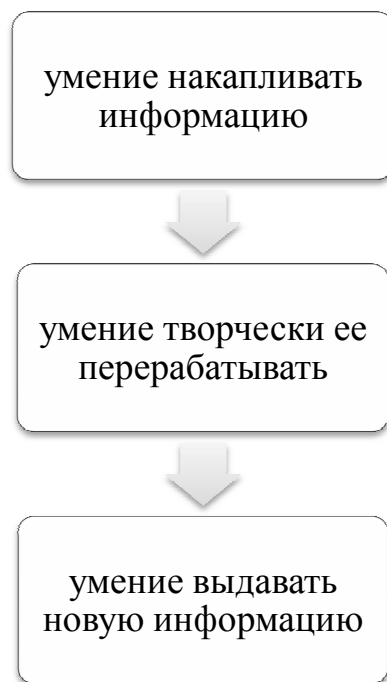 умение накапливать
информацию
умение творчески ее
перерабатывать
умение выдавать
новую информацию